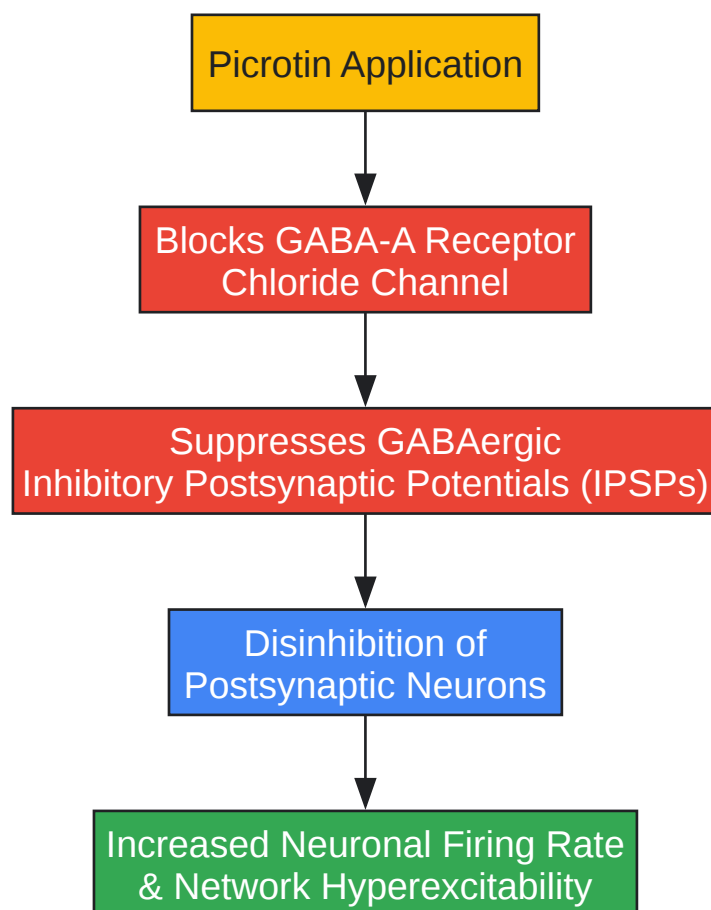 Picrotin Application
Blocks GABA-A Receptor
Chloride Channel
Suppresses GABAergic
Inhibitory Postsynaptic Potentials (IPSPs)
Disinhibition of
Postsynaptic Neurons
Increased Neuronal Firing Rate
& Network Hyperexcitability